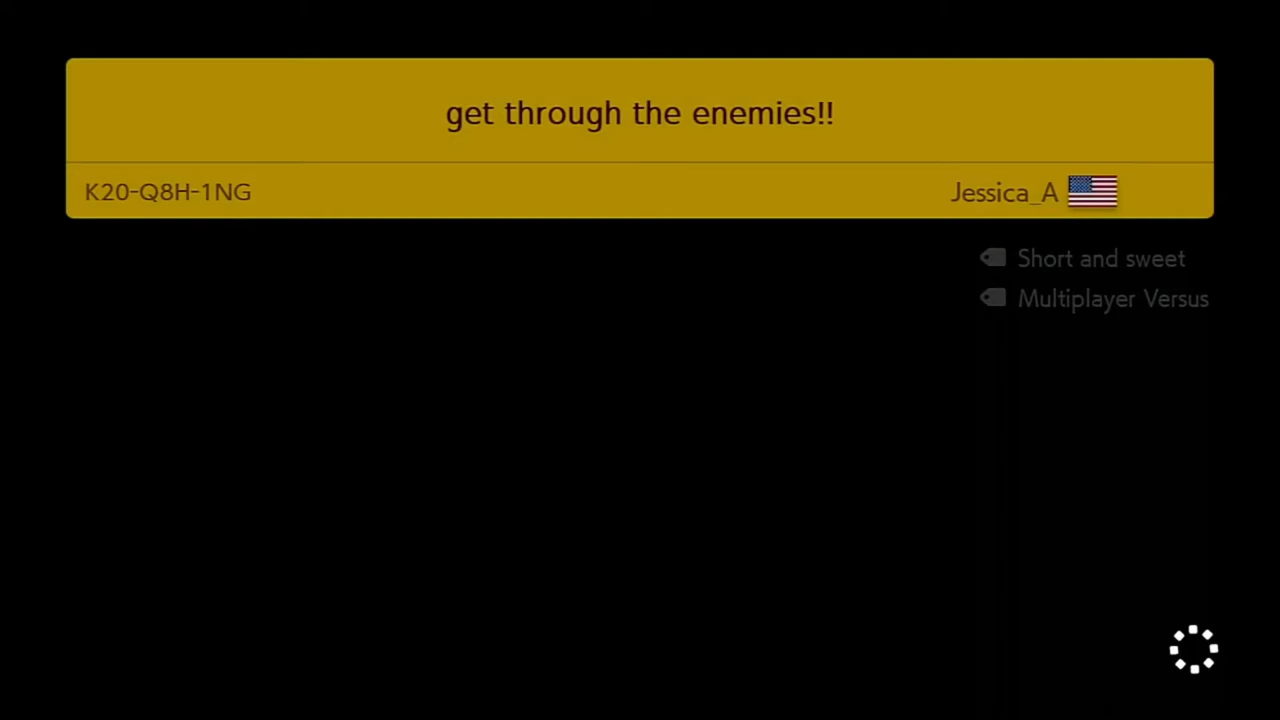 get through the enemies!!
K20-Q8H-1NG
Jessica_A
Short and sweet
Multiplayer Versus